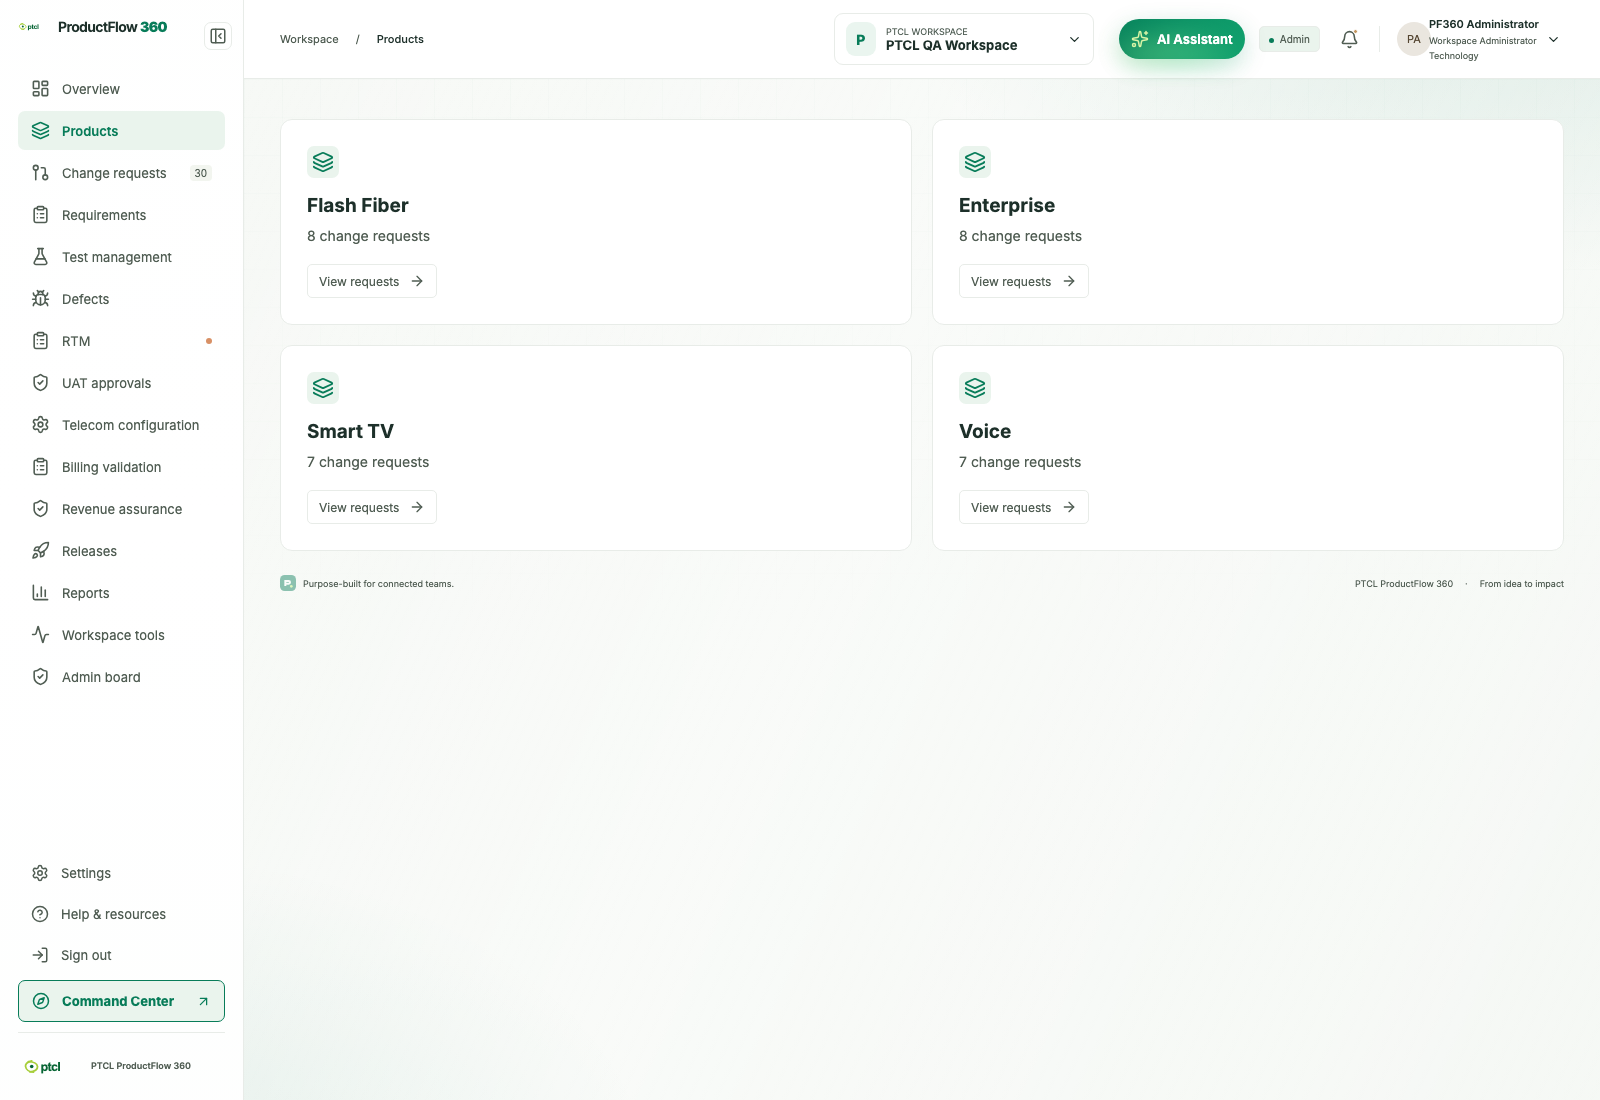 ptcl ProductFlow 360
Overview
Products
Change requests 30
Requirements
Test management
Defects
RTM
UAT approvals
Telecom configuration
Billing validation
Revenue assurance
Releases
Reports
Workspace tools
Admin board
Settings
Help & resources
Sign out
Command Center
ptcl PTCL ProductFlow 360
Workspace / Products
P
PTCL WORKSPACE
PTCL QA Workspace
AI Assistant
Admin
PA
PF360 Administrator
Workspace Administrator
Technology
Flash Fiber
8 change requests
View requests
Enterprise
8 change requests
View requests
Smart TV
7 change requests
View requests
Voice
7 change requests
View requests
Purpose-built for connected teams.
PTCL ProductFlow 360 · From idea to impact